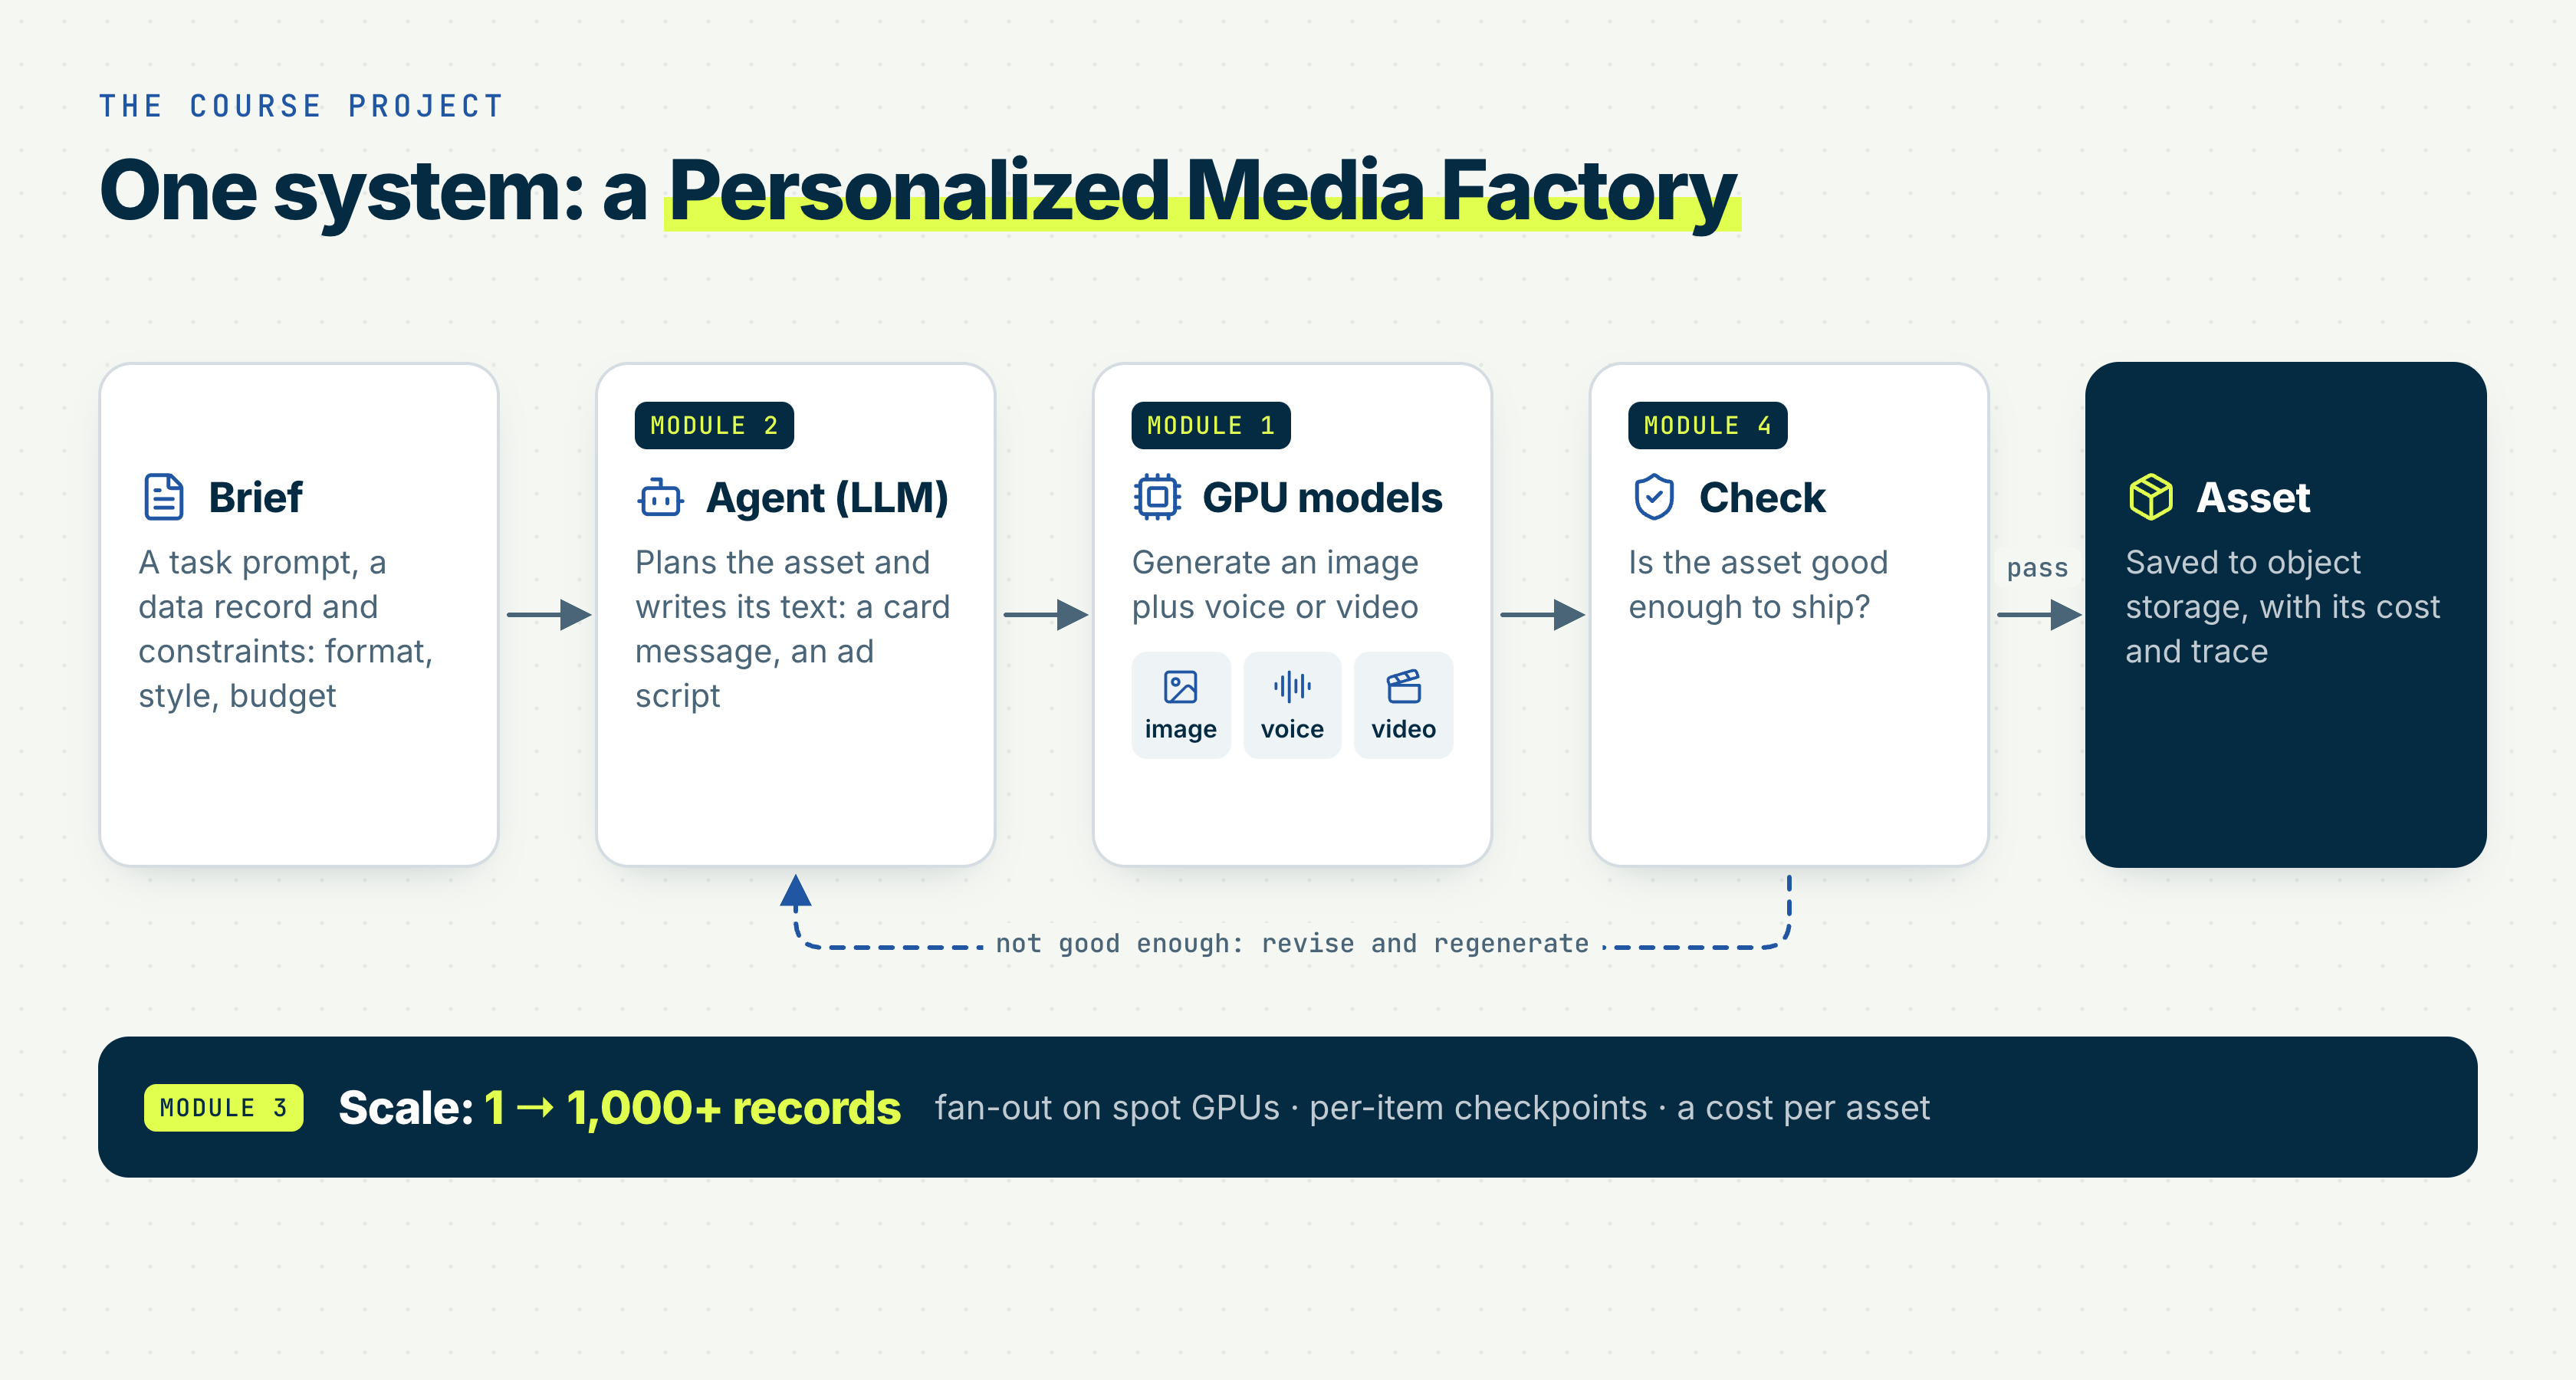 THE COURSE PROJECT
One system: a Personalized Media Factory
Brief
A task prompt, a
data record and
constraints: format,
style, budget
MODULE 2
Agent (LLM)
Plans the asset and
writes its text: a card
message, an ad
script
MODULE 1
GPU models
Generate an image
plus voice or video
image
voice
video
MODULE 4
Check
Is the asset good
enough to ship?
pass
Asset
Saved to object
storage, with its cost
and trace
not good enough: revise and regenerate
MODULE 3
Scale: 1 → 1,000+ records
fan-out on spot GPUs · per-item checkpoints · a cost per asset